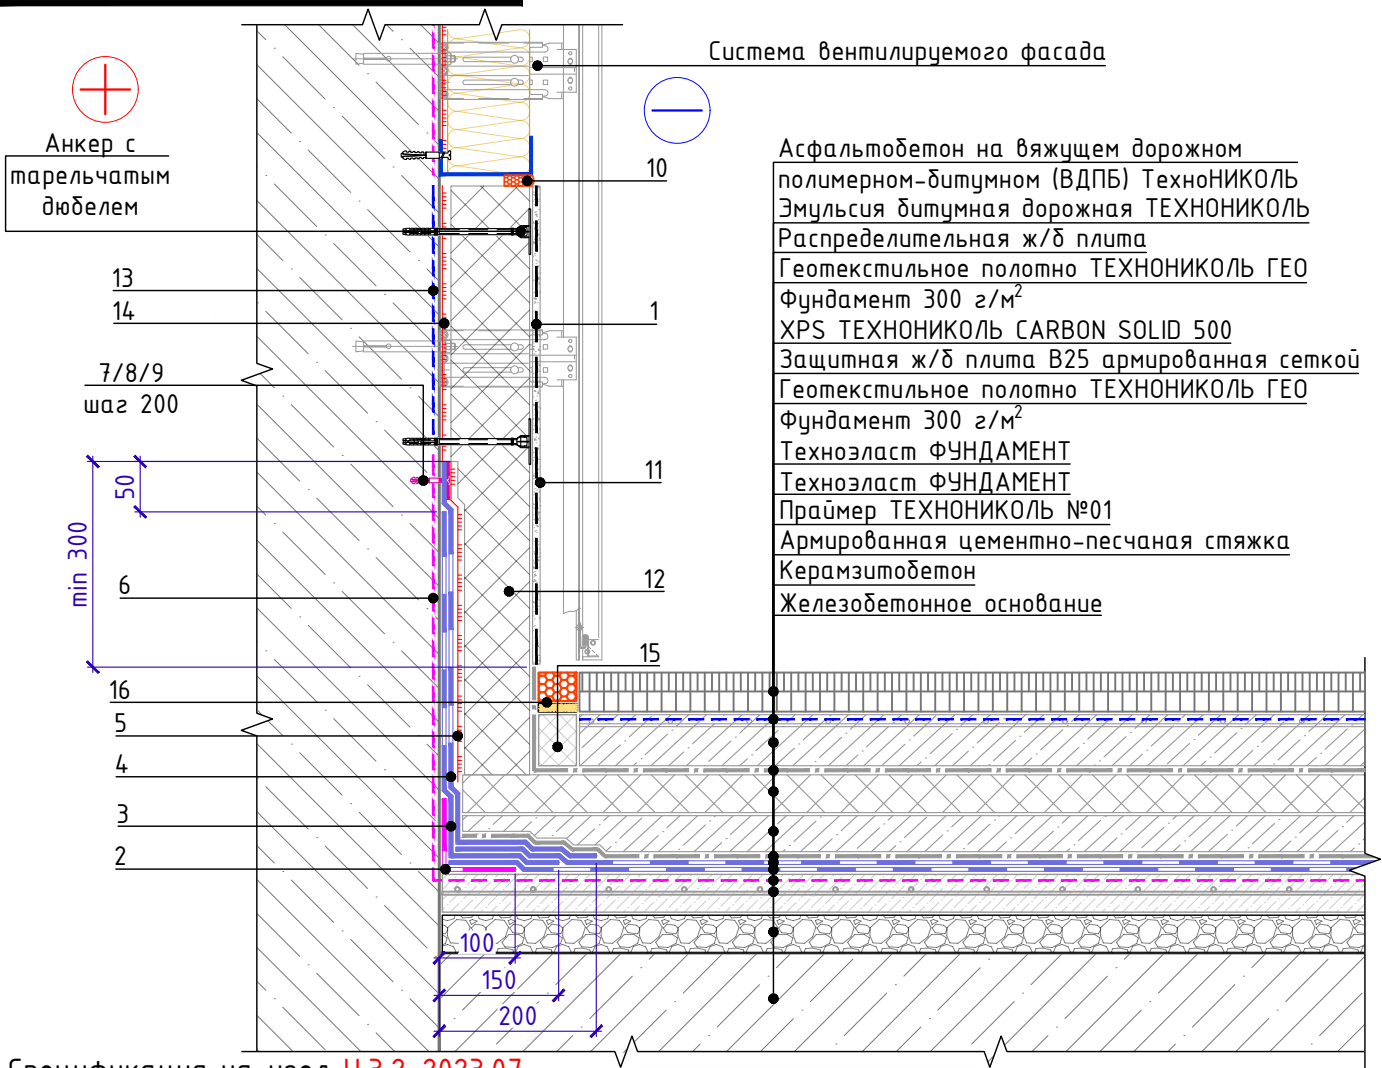 Система вентилируемого фасада
Анкер с
тарельчатым
дюбелем
10
13
14
1
7/8/9
шаг 200
50
min 300
11
6
12
15
16
5
4
3
2
100
150
200
Асфальтобетон на вяжущем дорожном
полимерном-битумном (ВДПБ) ТехноНИКОЛЬ
Эмульсия битумная дорожная ТЕХНОНИКОЛЬ
Распределительная ж/б плита
Геотекстильное полотно ТЕХНОНИКОЛЬ ГЕО
Фундамент 300 г/м²
XPS ТЕХНОНИКОЛЬ CARBON SOLID 500
Защитная ж/б плита В25 армированная сеткой
Геотекстильное полотно ТЕХНОНИКОЛЬ ГЕО
Фундамент 300 г/м²
Техноэласт ФУНДАМЕНТ
Техноэласт ФУНДАМЕНТ
Праймер ТЕХНОНИКОЛЬ №01
Армированная цементно-песчаная стяжка
Керамзитобетон
Железобетонное основание